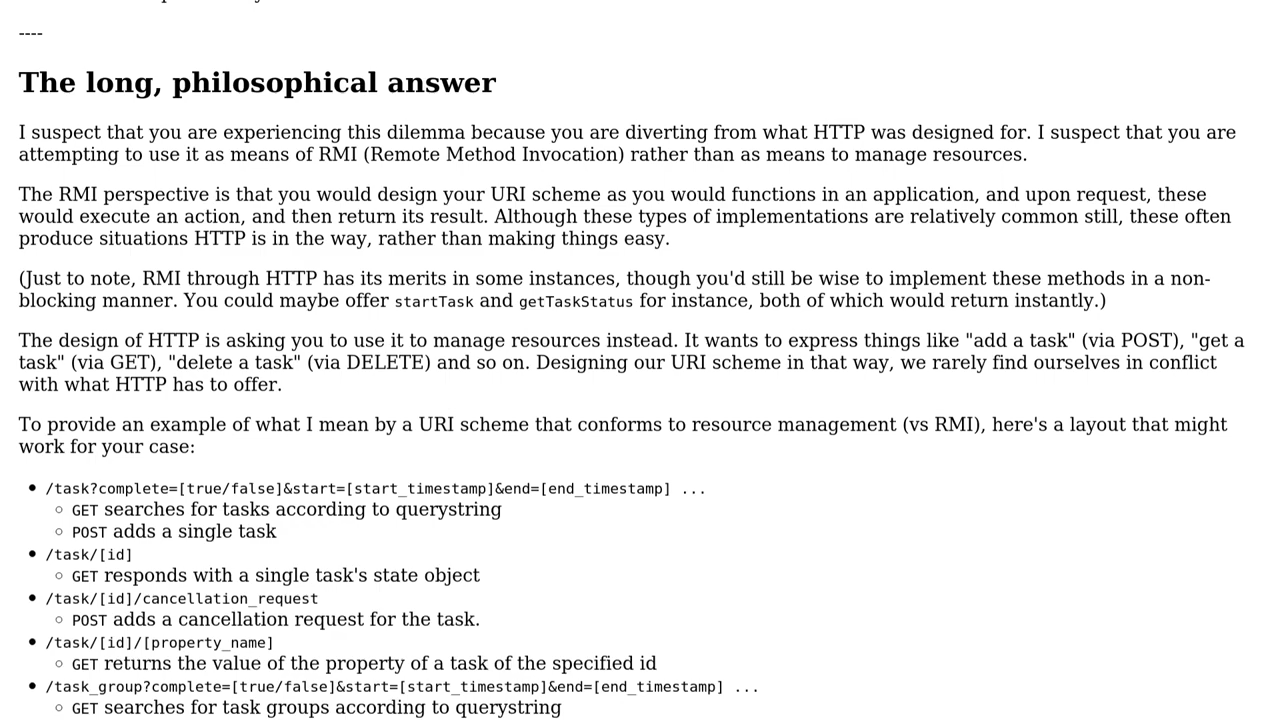 ----
The long, philosophical answer
I suspect that you are experiencing this dilemma because you are diverting from what HTTP was designed for. I suspect that you are
attempting to use it as means of RMI (Remote Method Invocation) rather than as means to manage resources.
The RMI perspective is that you would design your URI scheme as you would functions in an application, and upon request, these
would execute an action, and then return its result. Although these types of implementations are relatively common still, these often
produce situations HTTP is in the way, rather than making things easy.
(Just to note, RMI through HTTP has its merits in some instances, though you'd still be wise to implement these methods in a non-
blocking manner. You could maybe offer startTask and getTaskStatus for instance, both of which would return instantly.)
The design of HTTP is asking you to use it to manage resources instead. It wants to express things like "add a task" (via POST), "get a
task" (via GET), "delete a task" (via DELETE) and so on. Designing our URI scheme in that way, we rarely find ourselves in conflict
with what HTTP has to offer.
To provide an example of what I mean by a URI scheme that conforms to resource management (vs RMI), here's a layout that might
work for your case:
• /task?complete=[true/false]&start=[start_timestamp]&end=[end_timestamp] ...
◦ GET searches for tasks according to querystring
◦ POST adds a single task
• /task/[id]
◦ GET responds with a single task's state object
• /task/[id]/cancellation_request
◦ POST adds a cancellation request for the task.
• /task/[id]/[property_name]
◦ GET returns the value of the property of a task of the specified id
• /task_group?complete=[true/false]&start=[start_timestamp]&end=[end_timestamp] ...
◦ GET searches for task groups according to querystring